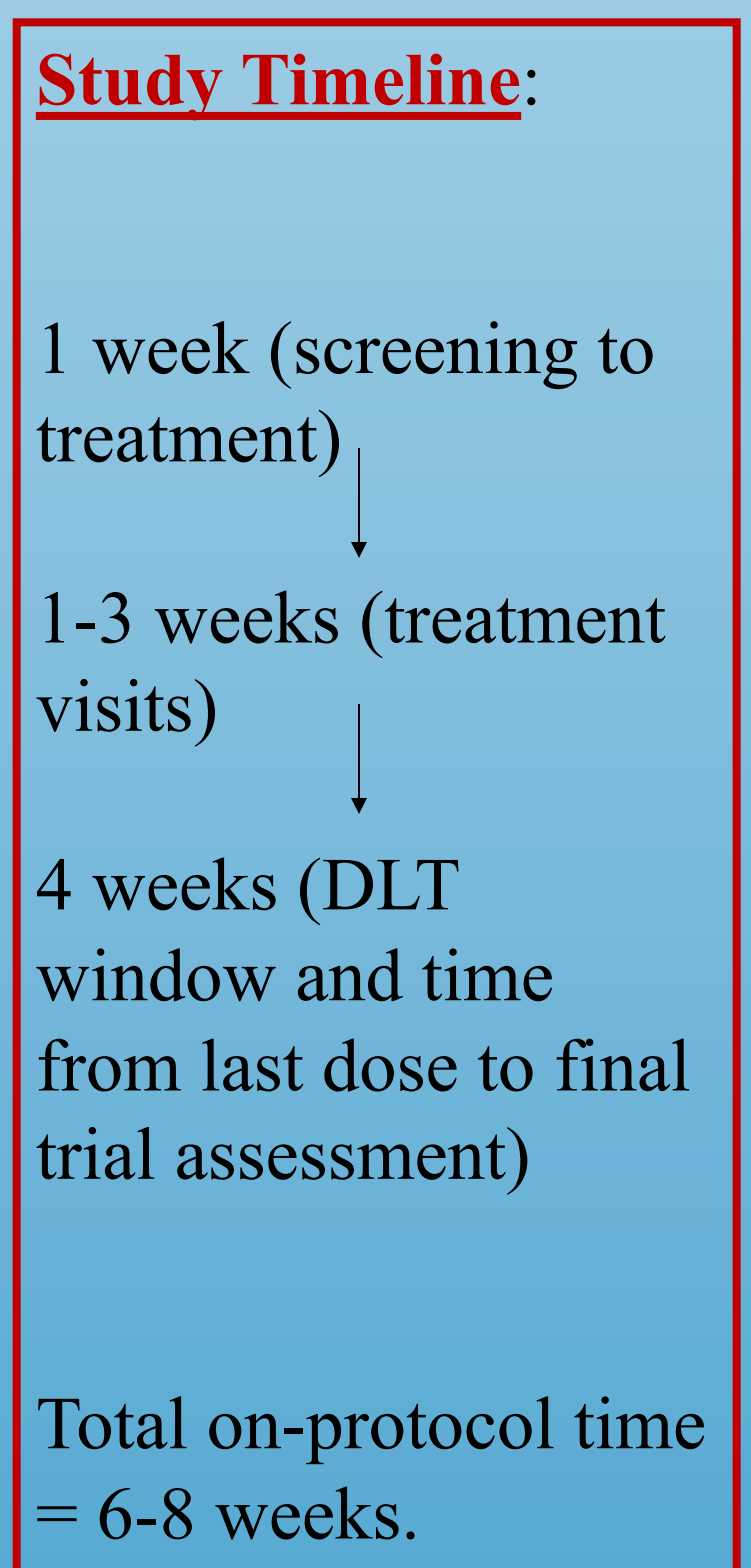 Study Timeline:
1 week (screening to
treatment)
1-3 weeks (treatment
visits)
4 weeks (DLT
window and time
from last dose to final
trial assessment)
Total on-protocol time
= 6-8 weeks.